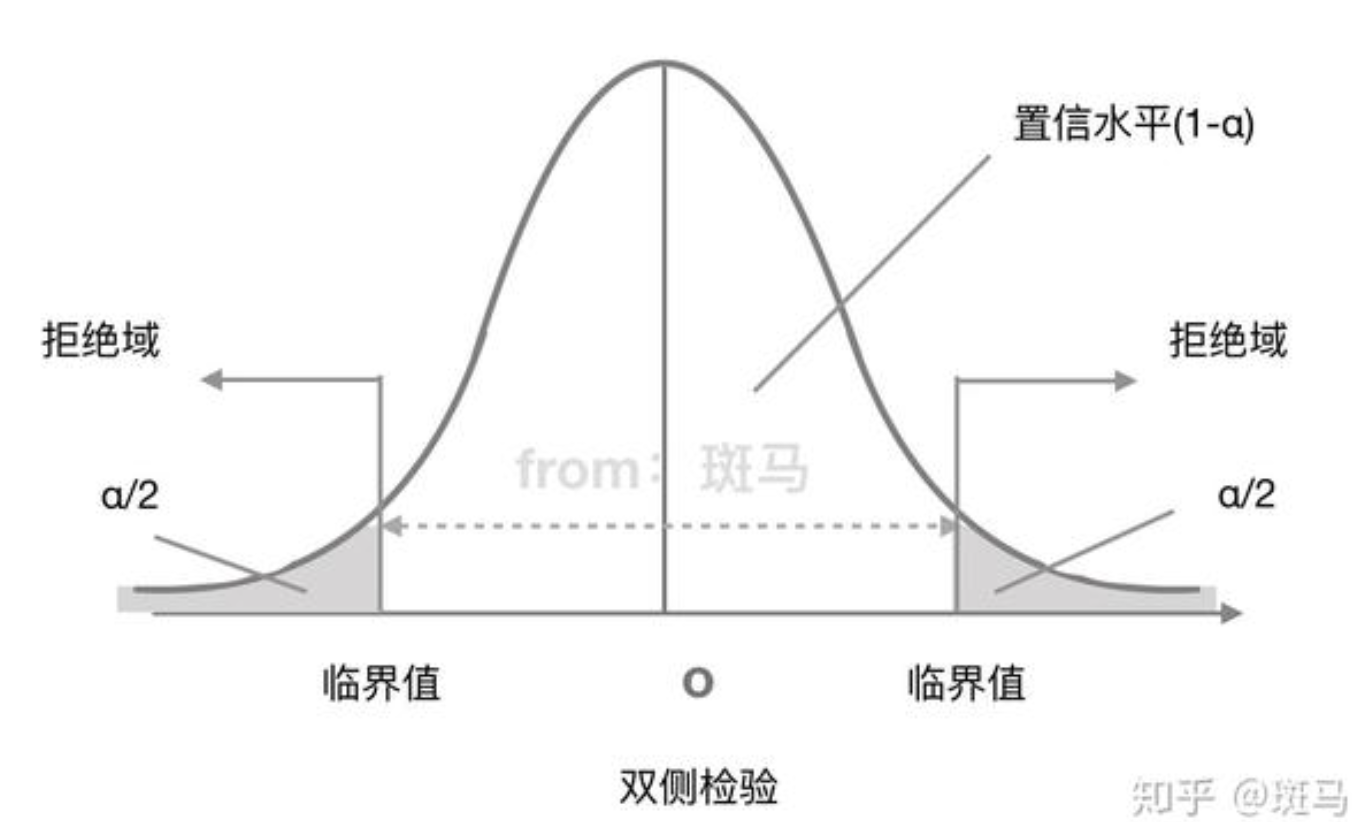 置信水平(1-α)
拒绝域
拒绝域
from：斑马
α/2
α/2
临界值
O
临界值
双侧检验
知乎 @斑马